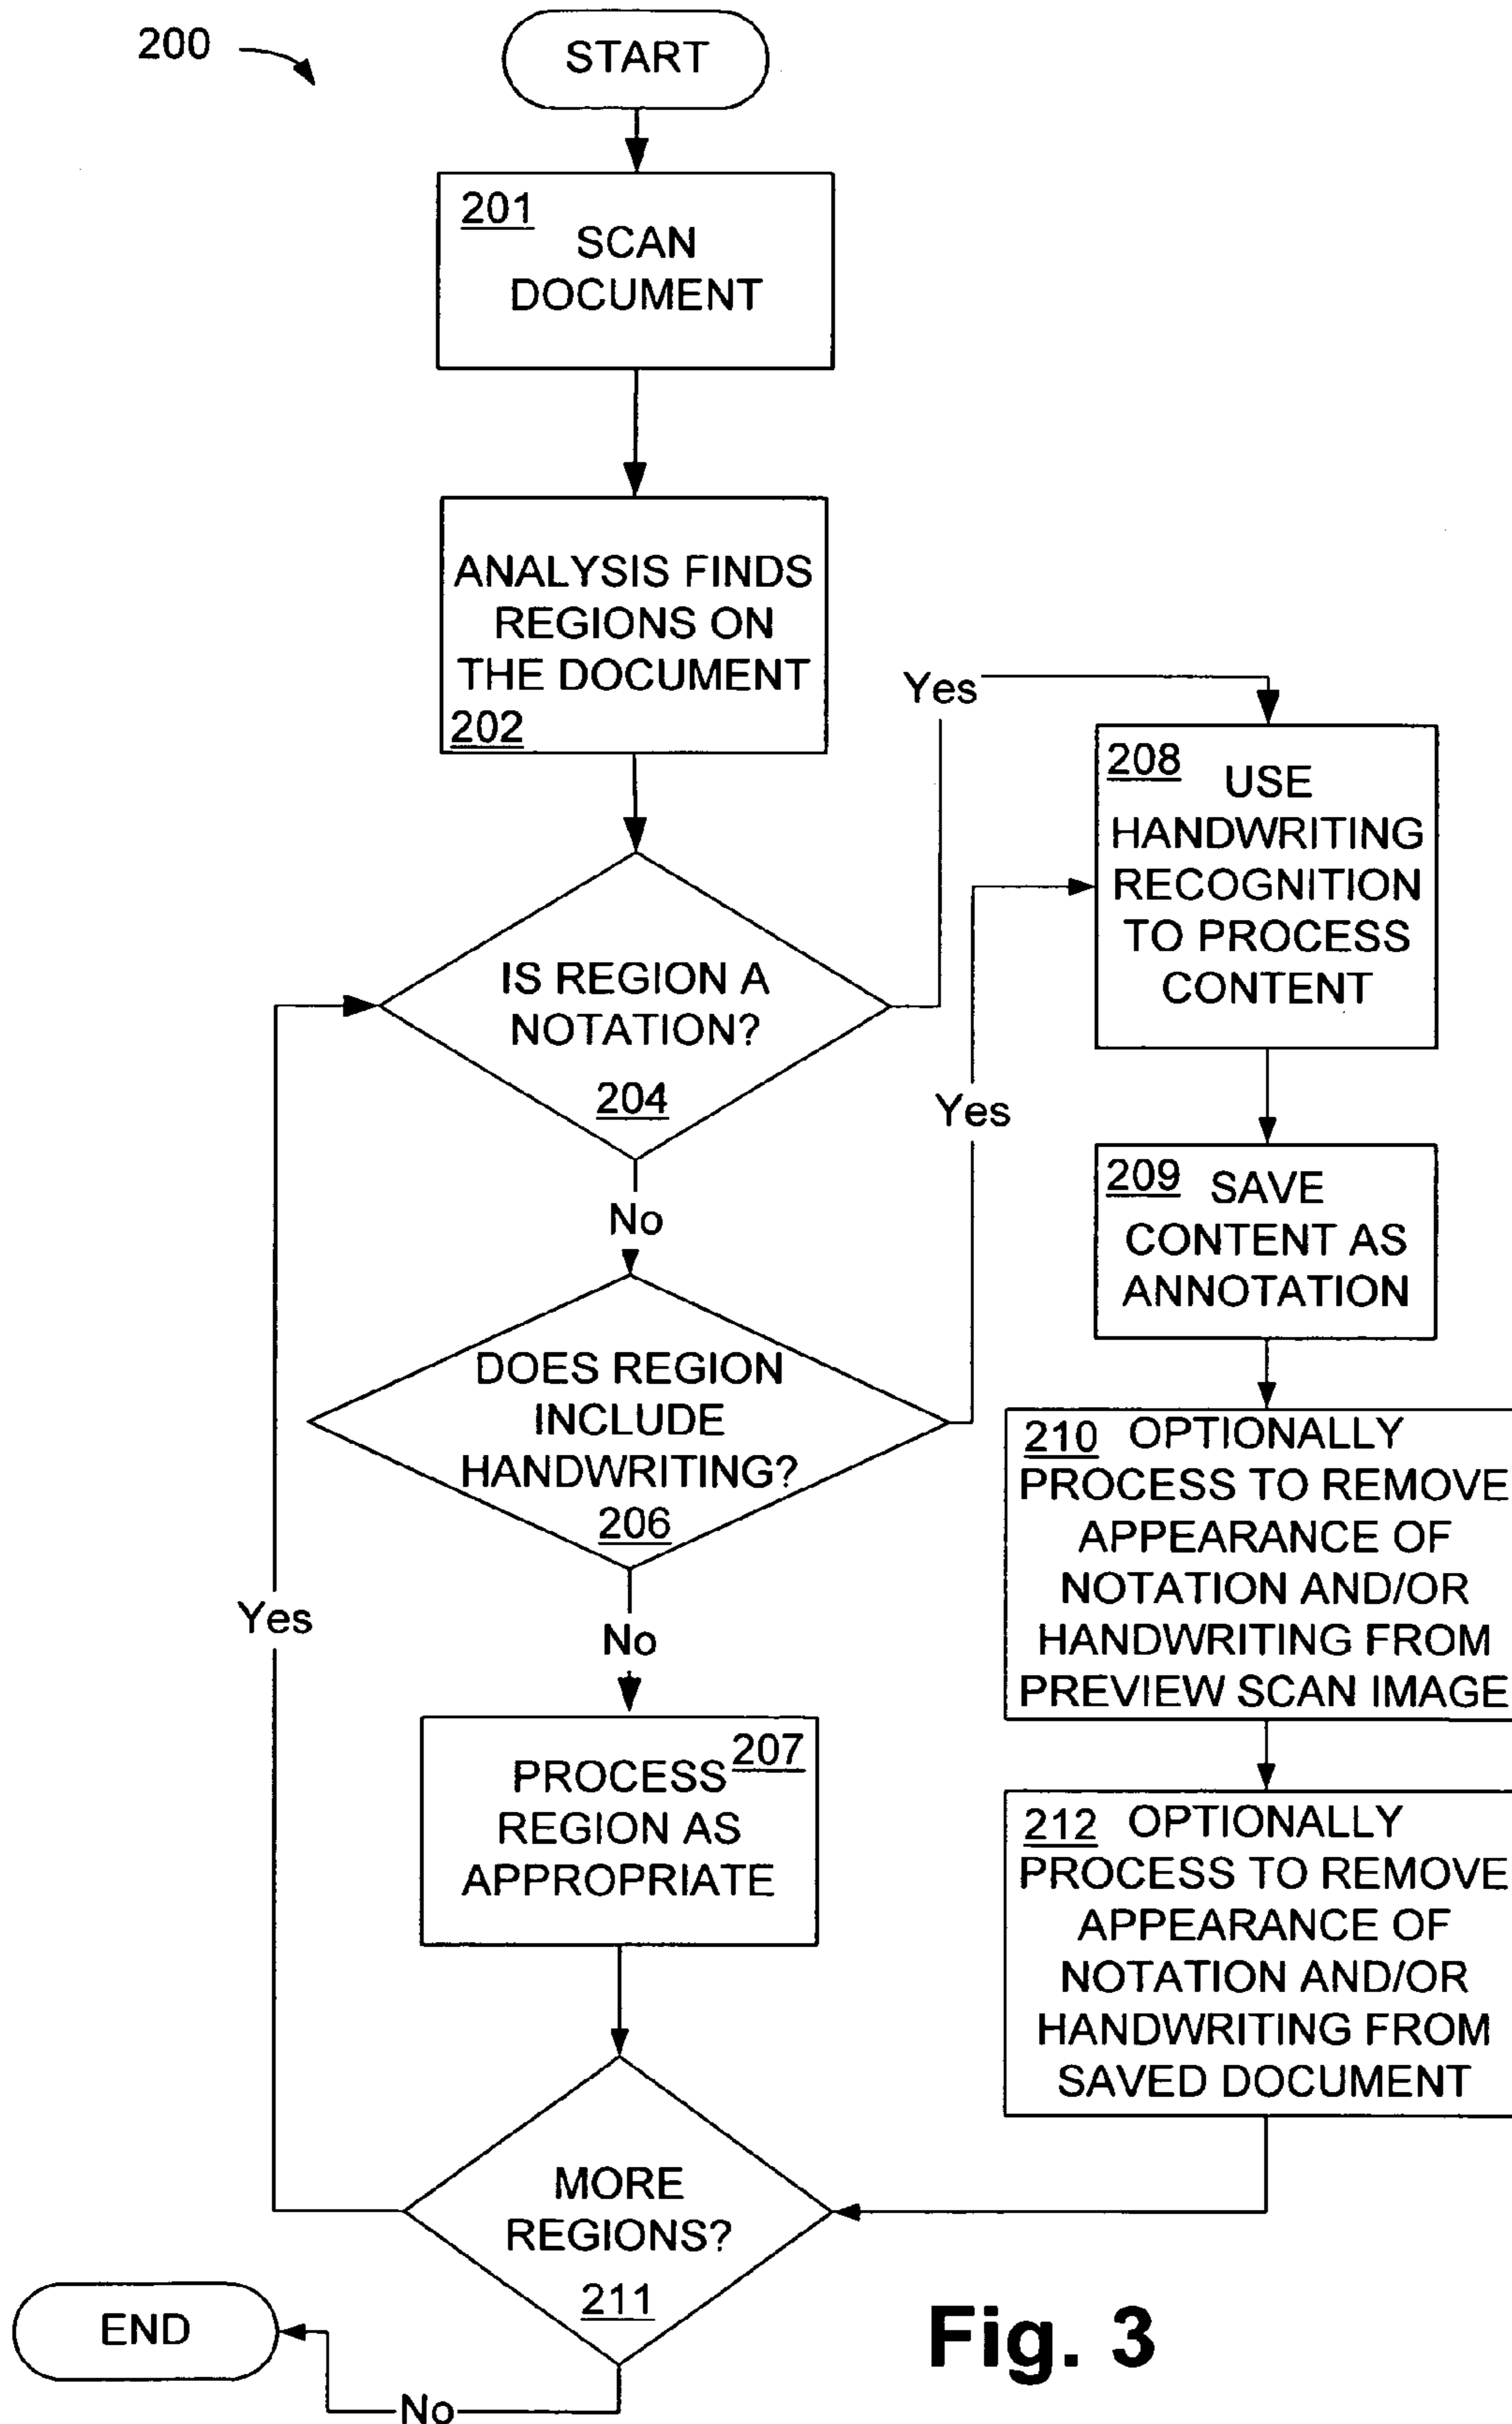 200
START
201
SCAN
DOCUMENT
ANALYSIS FINDS
REGIONS ON
THE DOCUMENT
202
Yes
IS REGION A
NOTATION?
204
No
DOES REGION
INCLUDE
HANDWRITING?
206
Yes
No
207
PROCESS
REGION AS
APPROPRIATE
208
USE
HANDWRITING
RECOGNITION
TO PROCESS
CONTENT
209 SAVE
CONTENT AS
ANNOTATION
210 OPTIONALLY
PROCESS TO REMOVE
APPEARANCE OF
NOTATION AND/OR
HANDWRITING FROM
PREVIEW SCAN IMAGE
212 OPTIONALLY
PROCESS TO REMOVE
APPEARANCE OF
NOTATION AND/OR
HANDWRITING FROM
SAVED DOCUMENT
Yes
MORE
REGIONS?
211
No
END
Fig. 3